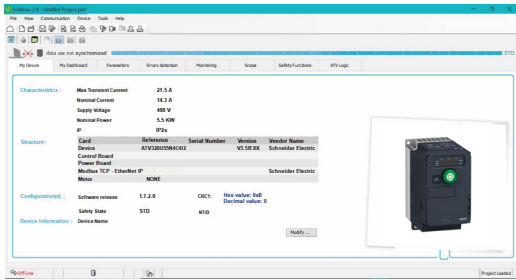 SoMove 2.9 - Untitled Project.psx*
File View Communication Device Tools Help
data are not synchronized
STD
My Device My Dashboard Parameters Errors detection Monitoring Scope Safety Functions ATV Logic
Characteristics : Max Transient Current 21.5 A
Nominal Current 14.3 A
Supply Voltage 400 V
Nominal Power 5.5 KW
IP IP2x
Structure: Card Reference Serial Number Version Vendor Name
Device ATV320U55N4C412 V3.5IEXX Schneider Electric
Control Board
Power Board
Modbus TCP - EtherNet IP Schneider Electric
Motor NONE
Configuration(s) : Software release 1.7.2.0 CRC1: Hex value: 0x0
Decimal value: 0
Safety State STD NTID
Device Information : Device Name
Modify ...
OffLine
Project Loaded